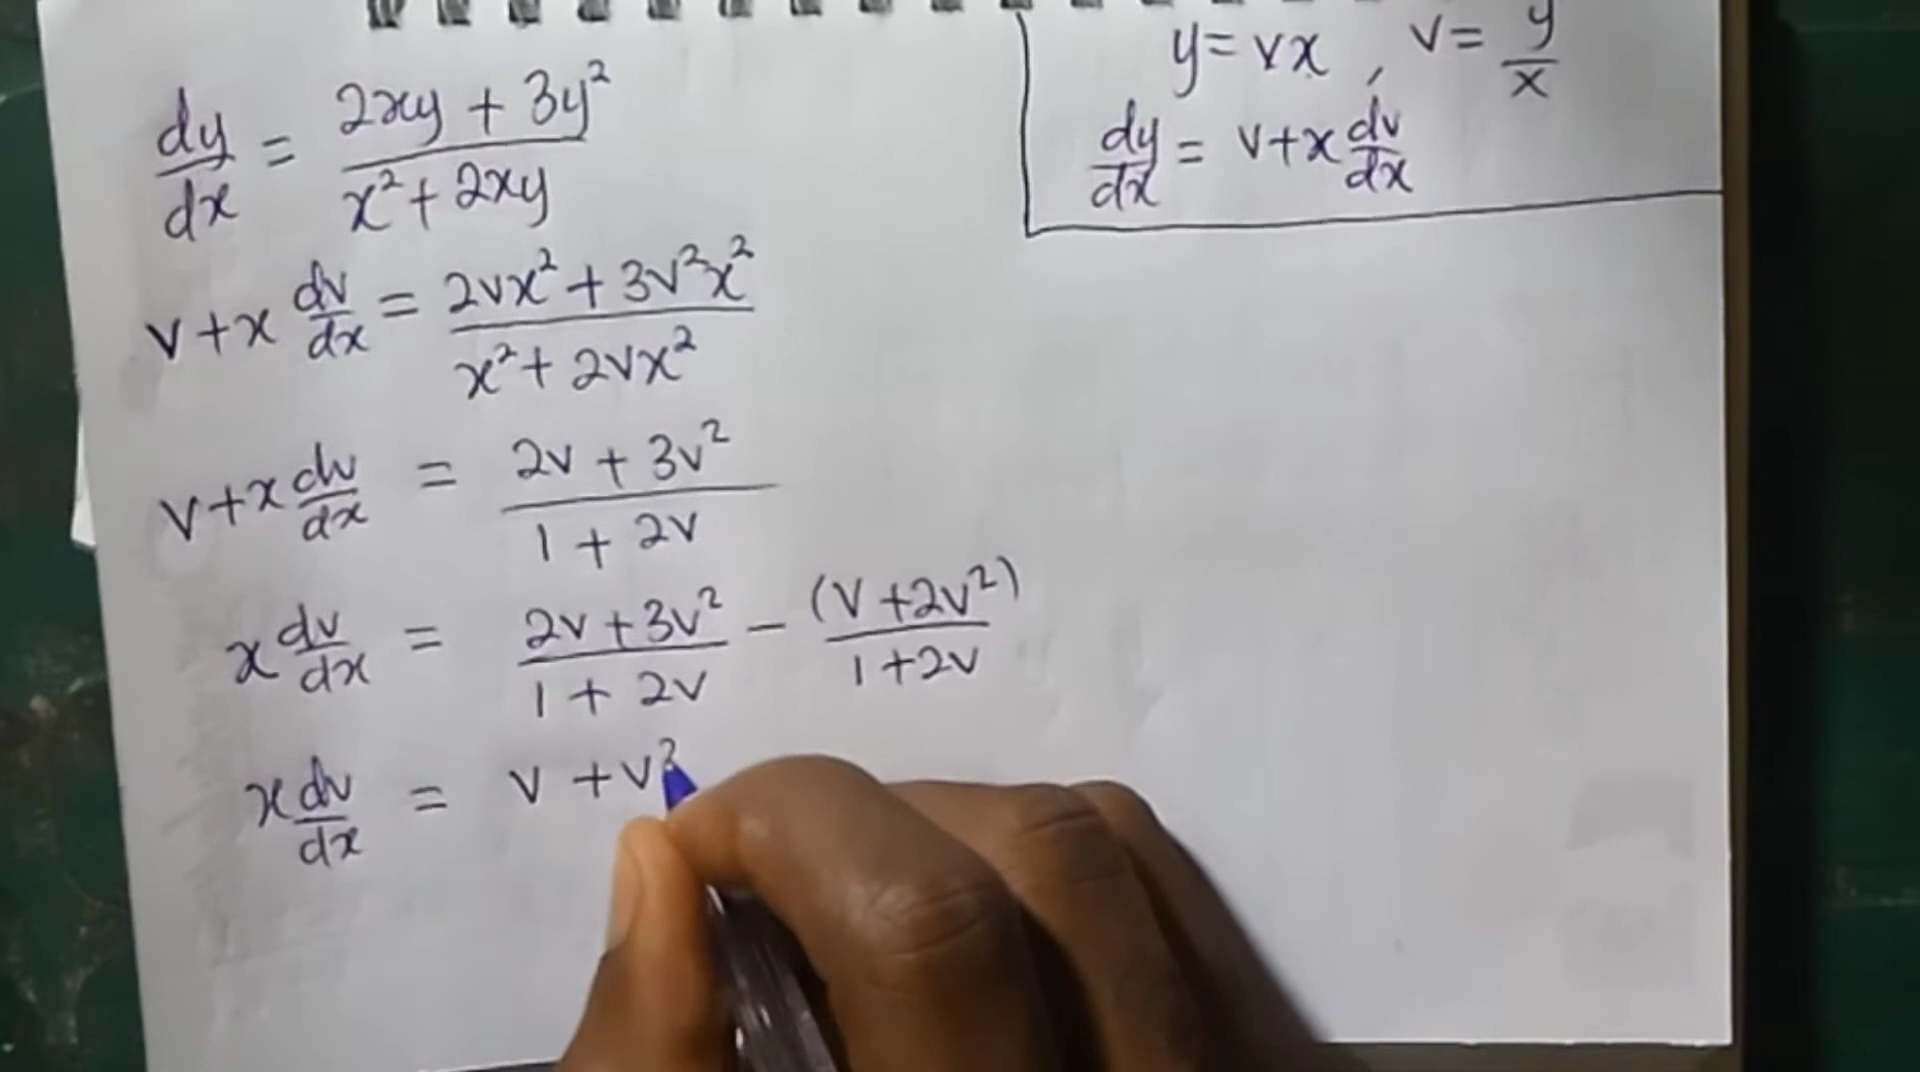 dy/dx = (2xy + 3y²)/(x² + 2xy)
v + x dv/dx = (2vx² + 3v²x²)/(x² + 2vx²)
v + x dv/dx = (2v + 3v²)/(1 + 2v)
x dv/dx = (2v + 3v²)/(1 + 2v) - (v + 2v²)/(1 + 2v)
x dv/dx = v + v²
y = vx , v = y/x
dy/dx = v + x dv/dx